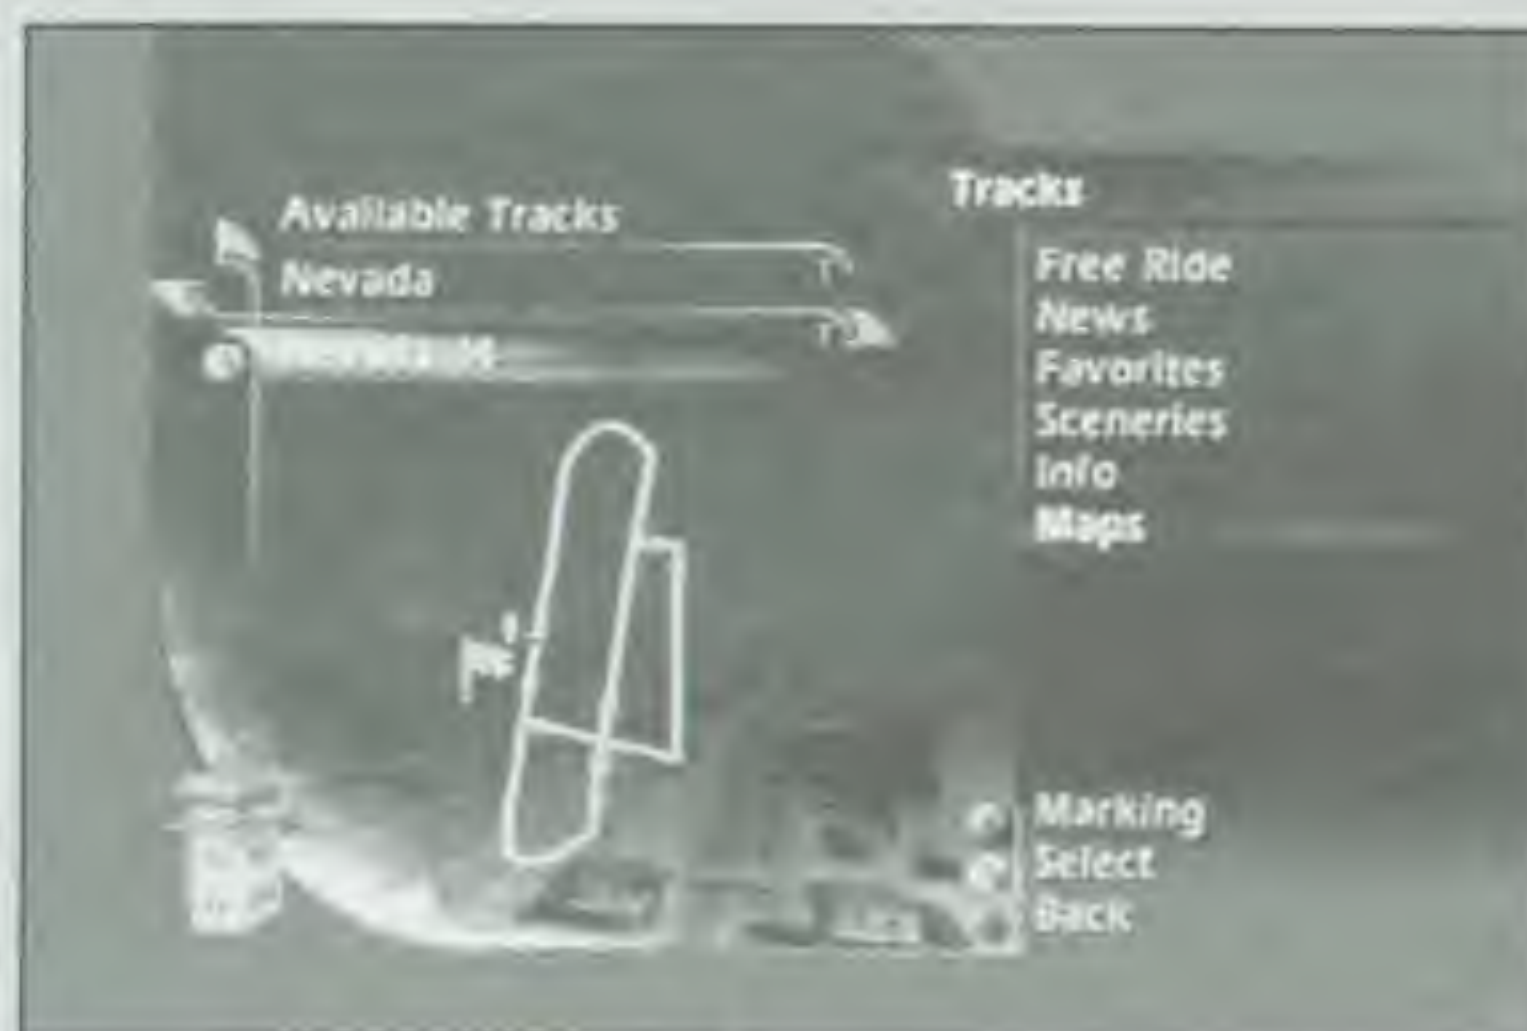 Available Tracks
Nevada
Tracks
Free Ride
News
Favorites
Sceneries
Info
Maps
Marking
Select
Back